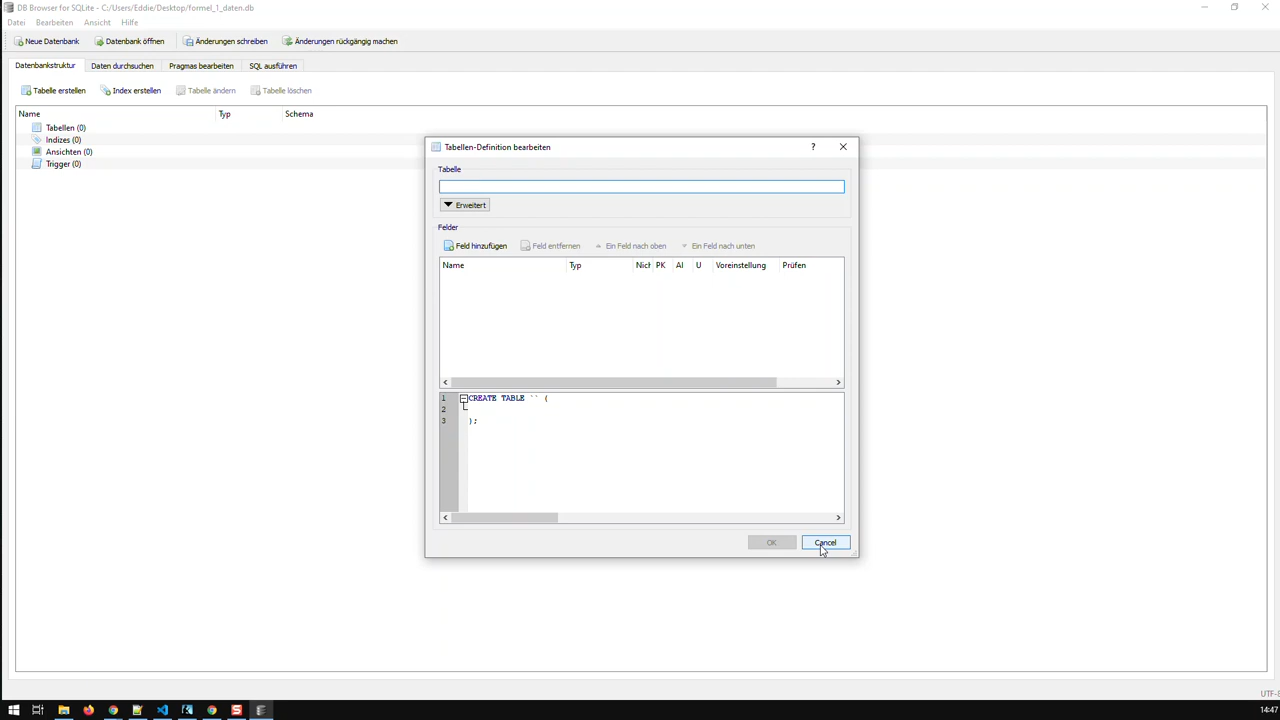 DB Browser for SQLite - C:/Users/Eddie/Desktop/formel_1_daten.db
Datei Bearbeiten Ansicht Hilfe
Neue Datenbank Datenbank öffnen Änderungen schreiben Änderungen rückgängig machen
Datenbankstruktur Daten durchsuchen Pragmas bearbeiten SQL ausführen
Tabelle erstellen Index erstellen Tabelle ändern Tabelle löschen
Name Typ Schema
Tabellen (0)
Indizes (0)
Ansichten (0)
Trigger (0)
Tabellen-Definition bearbeiten ?
Tabelle
Erweitert
Felder
Feld hinzufügen Feld entfernen Ein Feld nach oben Ein Feld nach unten
Name Typ Nich PK AI U Voreinstellung Prüfen
1 CREATE TABLE `` (
2
3 );
OK Cancel
UTF-8
14:47